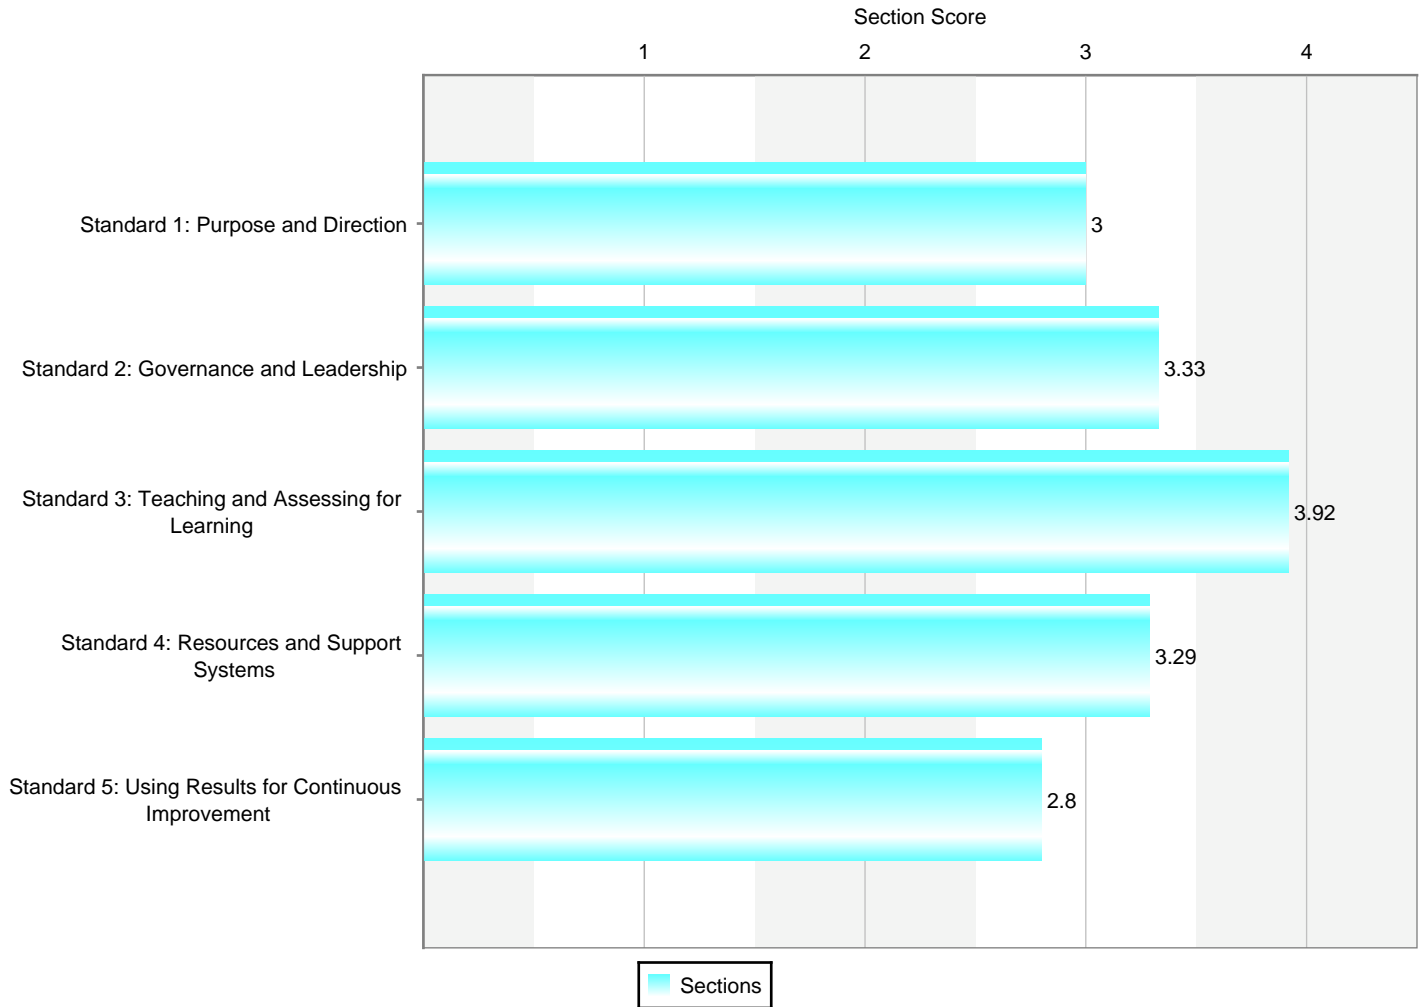 Section Score
1 2 3 4
Standard 1: Purpose and Direction
3
Standard 2: Governance and Leadership
3.33
Standard 3: Teaching and Assessing for
Learning
3.92
Standard 4: Resources and Support
Systems
3.29
Standard 5: Using Results for Continuous
Improvement
2.8
Sections